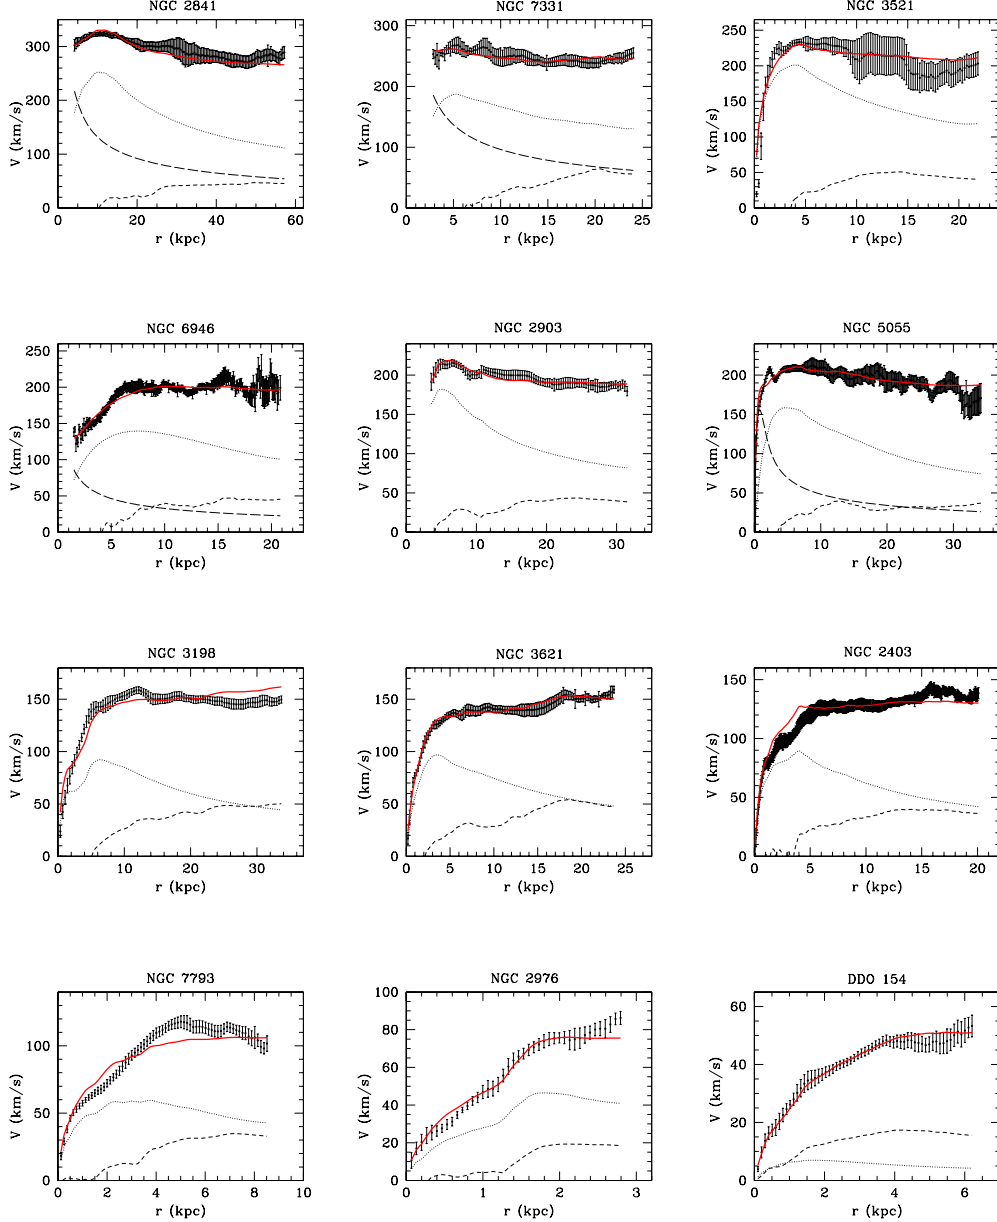 NGC 2841
V (km/s)
300
200
100
0
0 20 40 60
r (kpc)
NGC 7331
V (km/s)
300
200
100
0
0 5 10 15 20 25
r (kpc)
NGC 3521
V (km/s)
250
200
150
100
50
0
0 10 20
r (kpc)
NGC 6946
V (km/s)
250
200
150
100
50
0
0 5 10 15 20
r (kpc)
NGC 2903
V (km/s)
200
150
100
50
0
0 10 20 30
r (kpc)
NGC 5055
V (km/s)
200
150
100
50
0
0 10 20 30
r (kpc)
NGC 3198
V (km/s)
150
100
50
0
0 10 20 30
r (kpc)
NGC 3621
V (km/s)
150
100
50
0
0 5 10 15 20 25
r (kpc)
NGC 2403
V (km/s)
150
100
50
0
0 5 10 15 20
r (kpc)
NGC 7793
V (km/s)
100
50
0
0 2 4 6 8 10
r (kpc)
NGC 2976
V (km/s)
100
80
60
40
20
0
0 1 2 3
r (kpc)
DDO 154
V (km/s)
60
40
20
0
0 2 4 6
r (kpc)